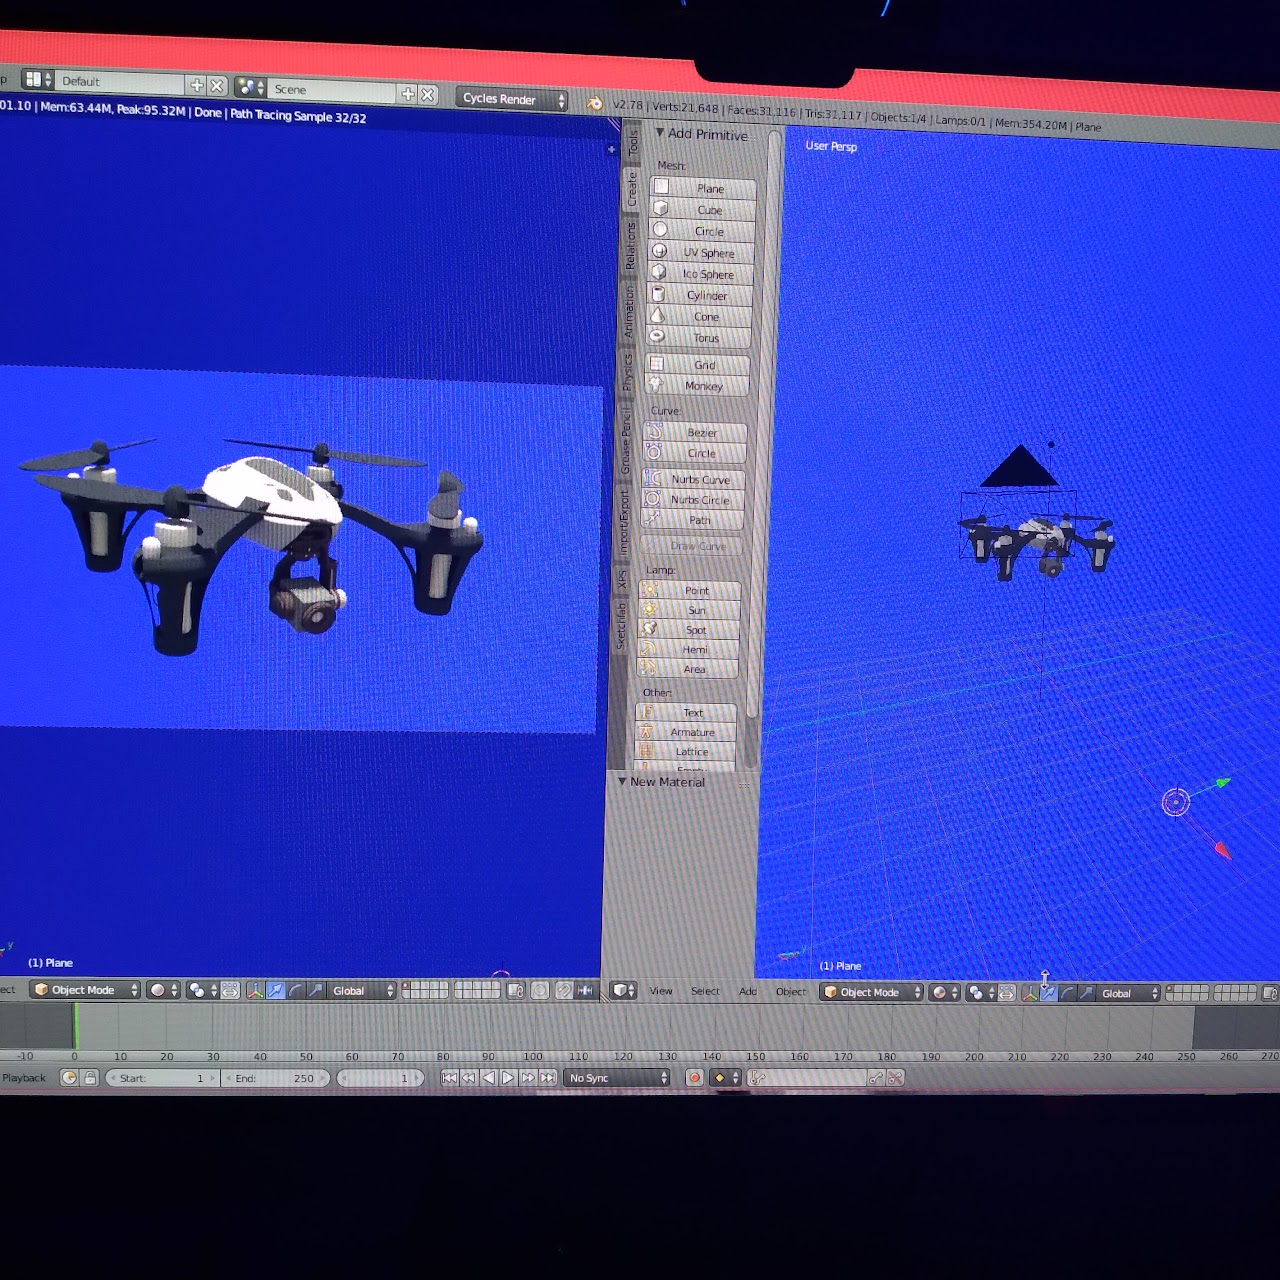 Default
Scene
Cycles Render
v2.78 | Verts:21,648 | Faces:31,116 | Tris:31,117 | Objects:1/4 | Lamps:0/1 | Mem:354.20M | Plane
01.10 | Mem:63.44M, Peak:95.32M | Done | Path Tracing Sample 32/32
Tools
Create
Relations
Animation
Physics
Grease Pencil
Import/Export
XPS
Sketchfab
Add Primitive
Mesh:
Plane
Cube
Circle
UV Sphere
Ico Sphere
Cylinder
Cone
Torus
Grid
Monkey
Curve:
Bezier
Circle
Nurbs Curve
Nurbs Circle
Path
Draw Curve
Lamp:
Point
Sun
Spot
Hemi
Area
Other:
Text
Armature
Lattice
Empty
New Material
User Persp
y
(1) Plane
(1) Plane
ect Object Mode Global
View Select Add Object Object Mode Global
-10 0 10 20 30 40 50 60 70 80 90 100 110 120 130 140 150 160 170 180 190 200 210 220 230 240 250 260 270
Playback Start: 1 End: 250 1 No Sync